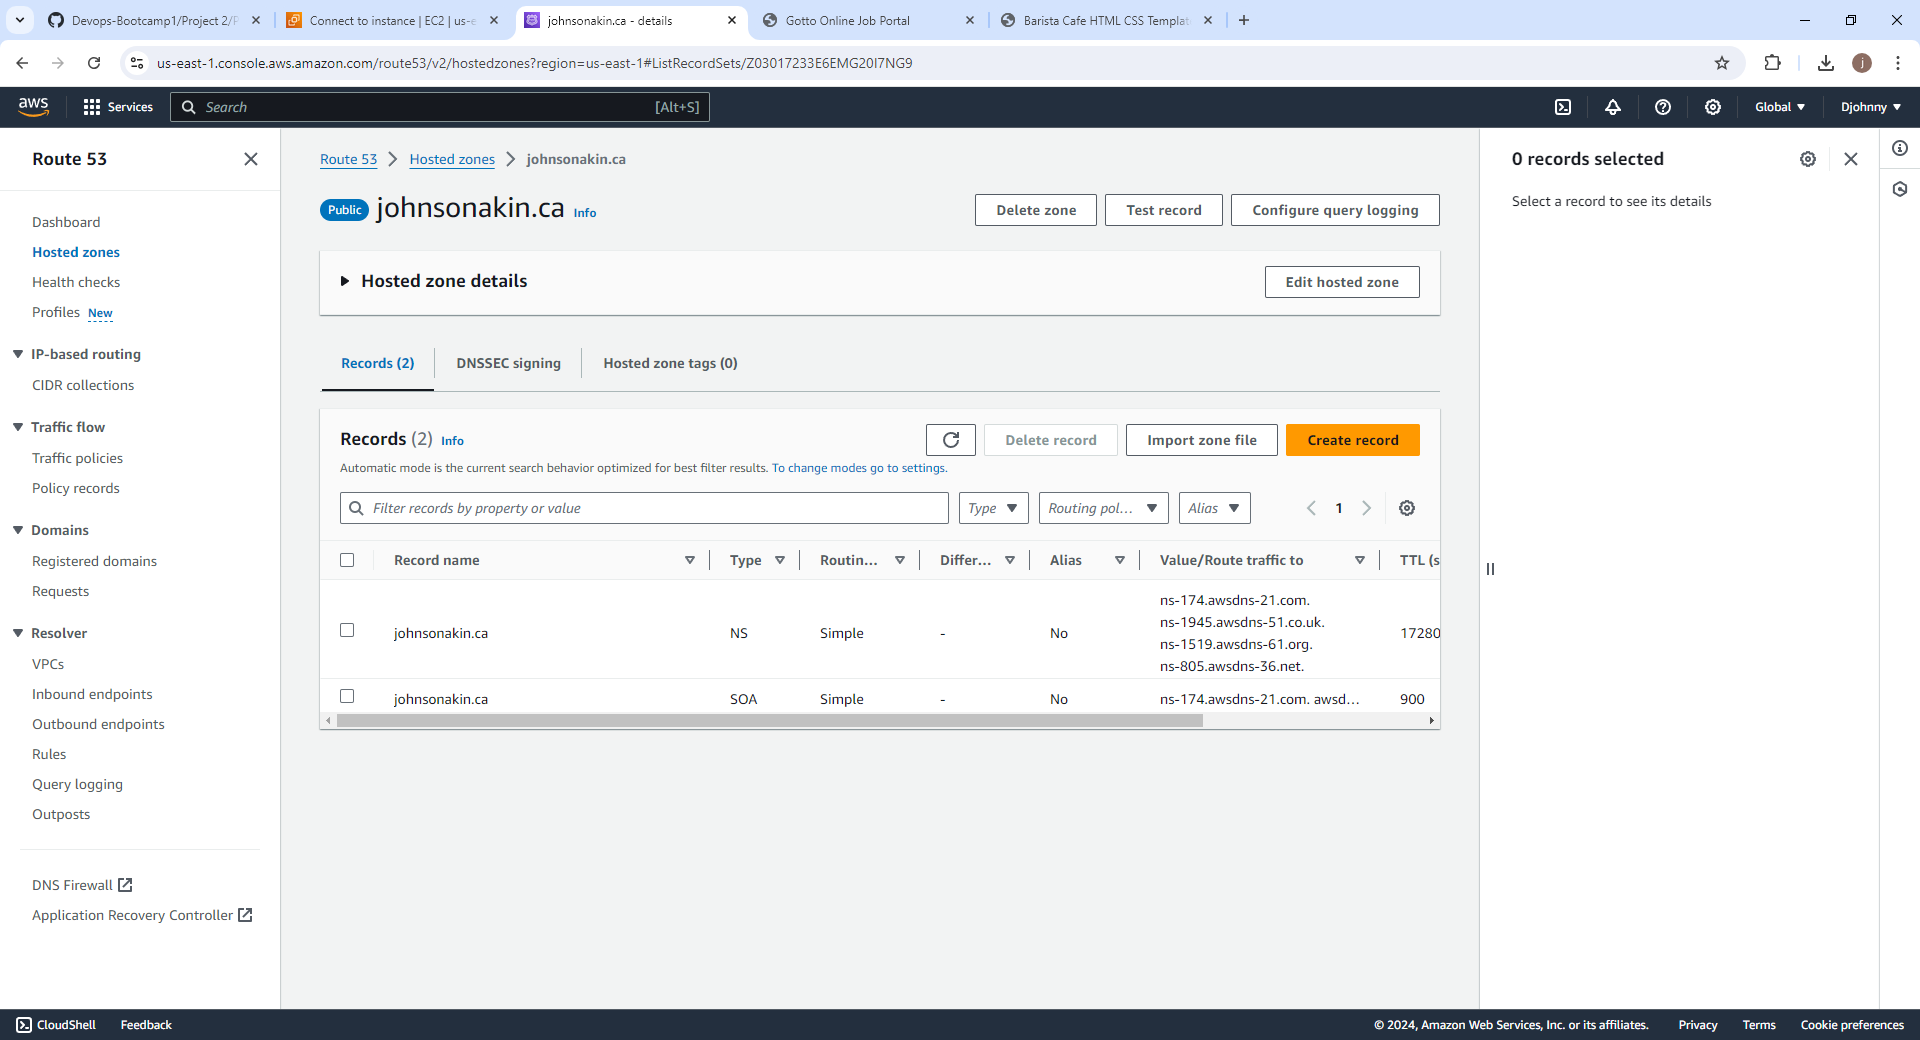 Devops-Bootcamp1/Project 2/P
Connect to instance | EC2 | us-e
johnsonakin.ca - details
Gotto Online Job Portal
Barista Cafe HTML CSS Templat
us-east-1.console.aws.amazon.com/route53/v2/hostedzones?region=us-east-1#ListRecordSets/Z03017233E6EMG20I7NG9
j
aws
Services
Search
[Alt+S]
Global
Djohnny
Route 53
Dashboard
Hosted zones
Health checks
Profiles New
IP-based routing
CIDR collections
Traffic flow
Traffic policies
Policy records
Domains
Registered domains
Requests
Resolver
VPCs
Inbound endpoints
Outbound endpoints
Rules
Query logging
Outposts
DNS Firewall
Application Recovery Controller
Route 53 > Hosted zones > johnsonakin.ca
Public johnsonakin.ca Info
Delete zone
Test record
Configure query logging
Hosted zone details
Edit hosted zone
Records (2)
DNSSEC signing
Hosted zone tags (0)
Records (2) Info
Delete record
Import zone file
Create record
Automatic mode is the current search behavior optimized for best filter results. To change modes go to settings.
Filter records by property or value
Type
Routing pol...
Alias
1
Record name Type Routin... Differ... Alias Value/Route traffic to TTL (s
johnsonakin.ca NS Simple - No
ns-174.awsdns-21.com.
ns-1945.awsdns-51.co.uk.
ns-1519.awsdns-61.org.
ns-805.awsdns-36.net.
17280
johnsonakin.ca SOA Simple - No ns-174.awsdns-21.com. awsd... 900
0 records selected
Select a record to see its details
CloudShell
Feedback
© 2024, Amazon Web Services, Inc. or its affiliates.
Privacy
Terms
Cookie preferences